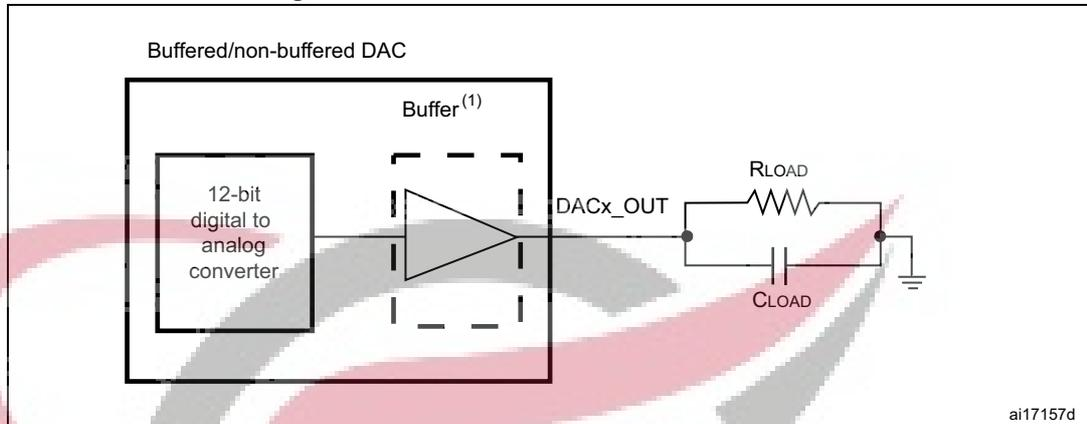 Buffered/non-buffered DAC
Buffer(1)
12-bit
digital to
analog
converter
DACx_OUT
RLOAD
CLOAD
ai17157d